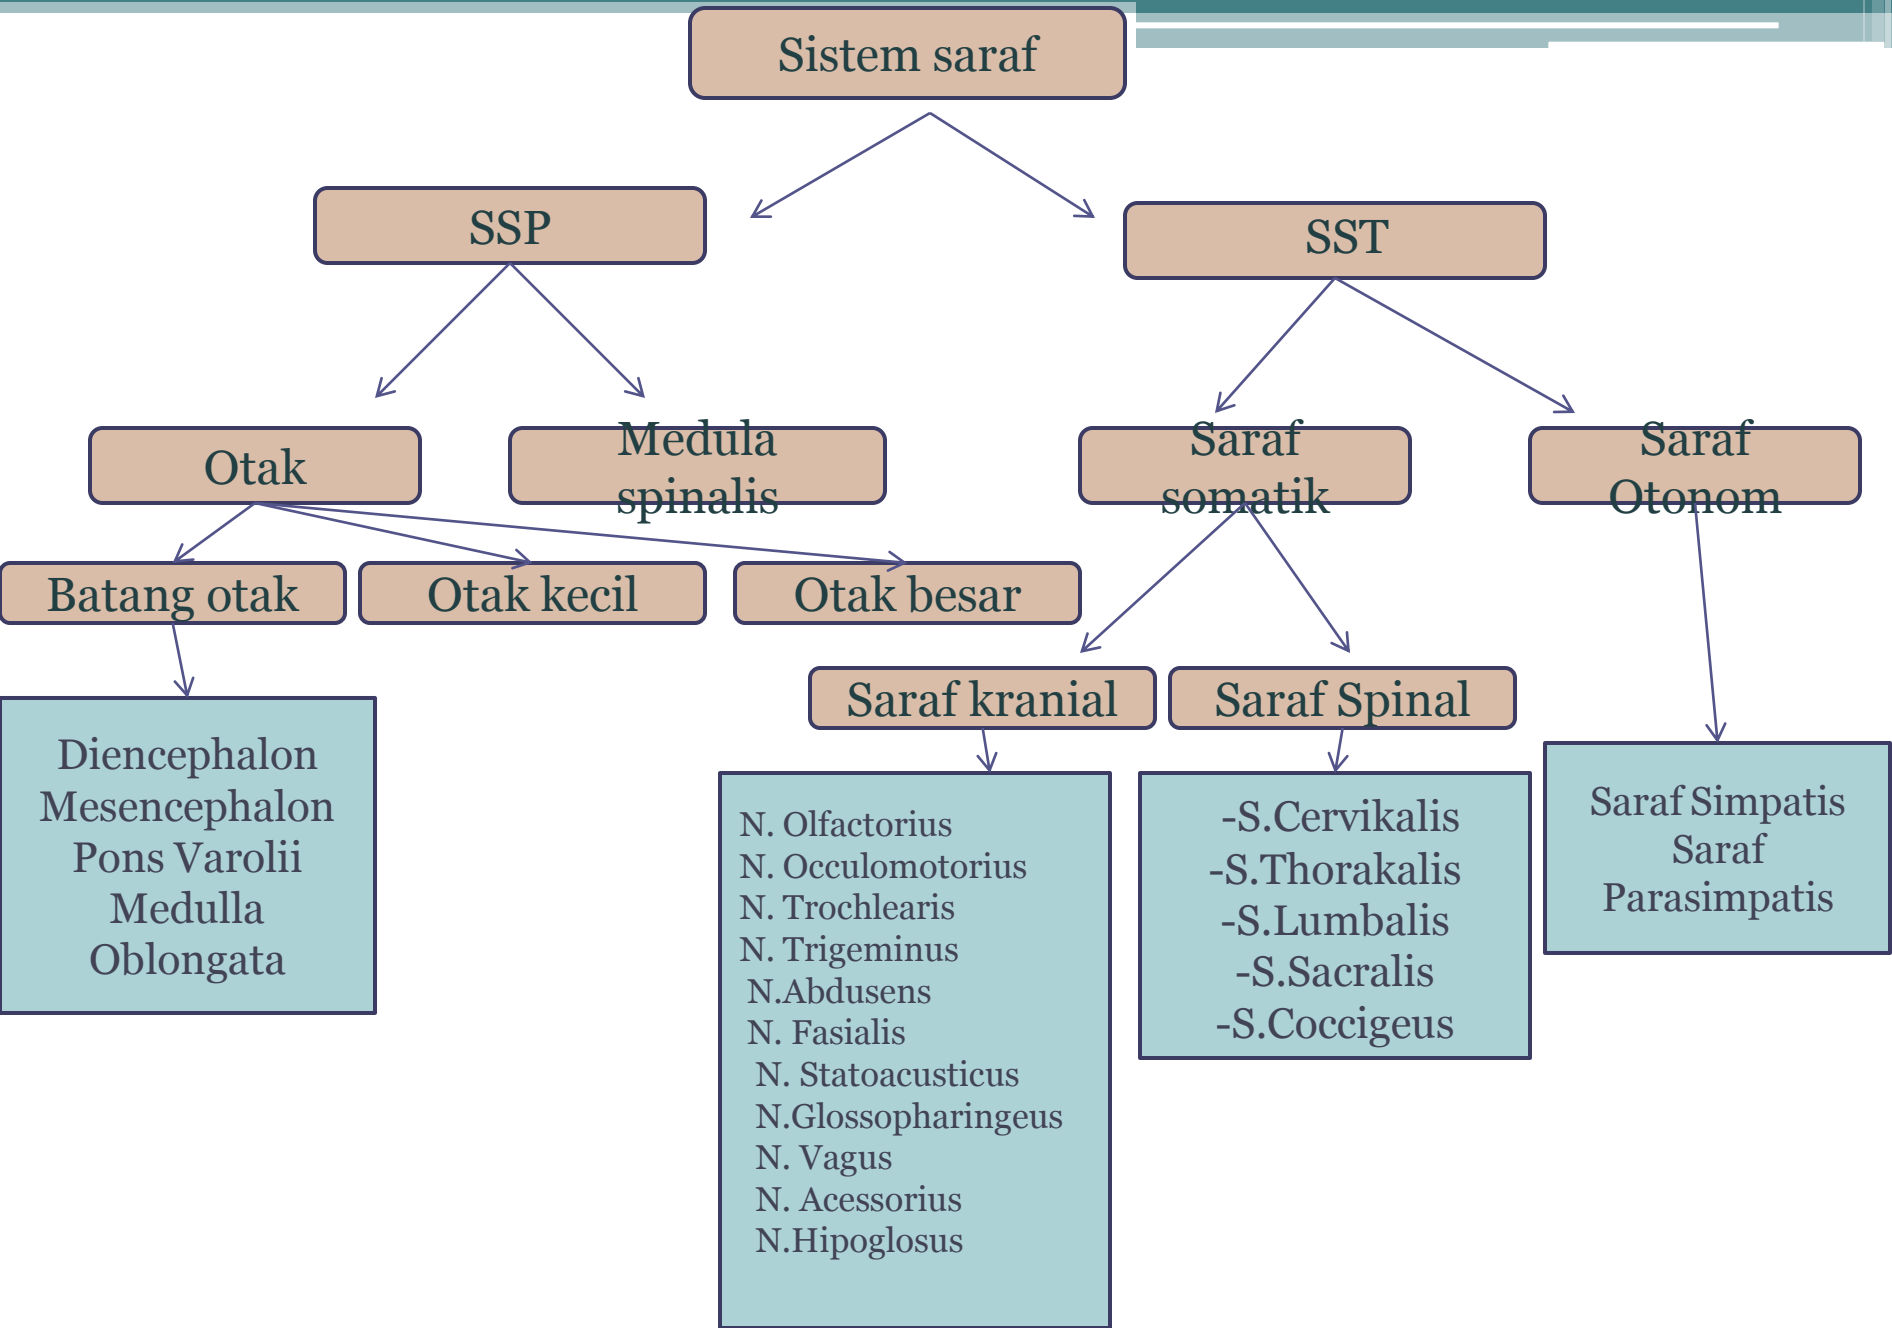 Sistem saraf
SSP
SST
Otak
Medula
spinalis
Saraf
somatik
Saraf
Otonom
Batang otak
Otak kecil
Otak besar
Saraf kranial
Saraf Spinal
Diencephalon
Mesencephalon
Pons Varolii
Medulla
Oblongata
N. Olfactorius
N. Occulomotorius
N. Trochlearis
N. Trigeminus
N.Abdusens
N. Fasialis
N. Statoacusticus
N.Glossopharingeus
N. Vagus
N. Acessorius
N.Hipoglosus
-S.Cervikalis
-S.Thorakalis
-S.Lumbalis
-S.Sacralis
-S.Coccigeus
Saraf Simpatis
Saraf
Parasimpatis